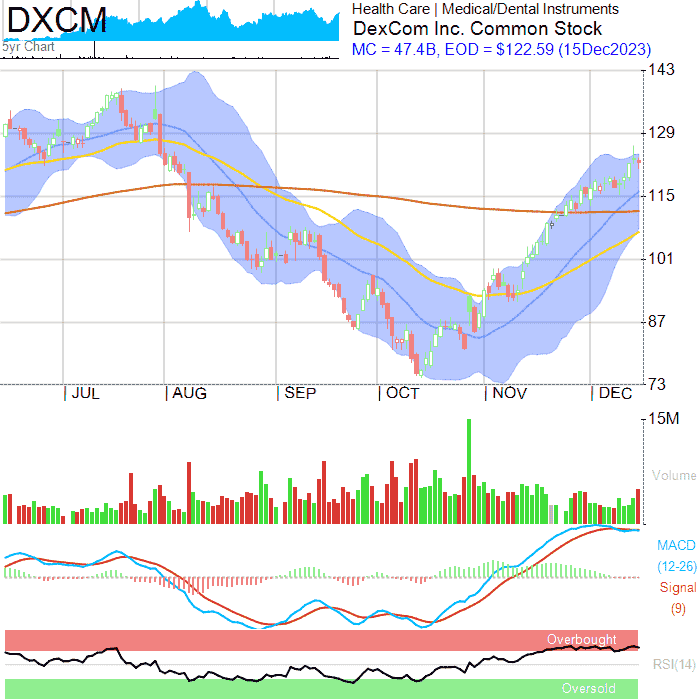 DXCM
5yr Chart
Health Care | Medical/Dental Instruments
DexCom Inc. Common Stock
MC = 47.4B, EOD = $122.59 (15Dec2023)
143
129
115
101
87
73
JUL AUG SEP OCT NOV DEC
15M
Volume
MACD
(12-26)
Signal
(9)
Overbought
RSI(14)
Oversold